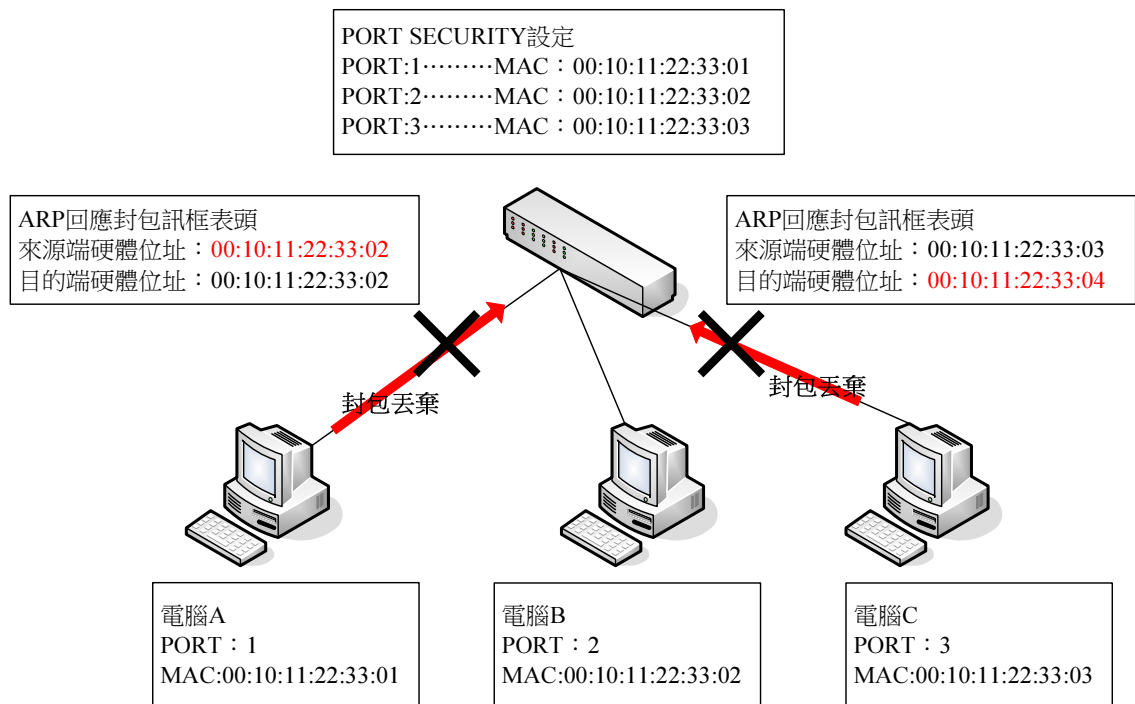 PORT SECURITY設定
PORT:1………MAC：00:10:11:22:33:01
PORT:2………MAC：00:10:11:22:33:02
PORT:3………MAC：00:10:11:22:33:03
ARP回應封包訊框表頭
來源端硬體位址：00:10:11:22:33:02
目的端硬體位址：00:10:11:22:33:02
ARP回應封包訊框表頭
來源端硬體位址：00:10:11:22:33:03
目的端硬體位址：00:10:11:22:33:04
封包丟棄
封包丟棄
電腦A
PORT：1
MAC:00:10:11:22:33:01
電腦B
PORT：2
MAC:00:10:11:22:33:02
電腦C
PORT：3
MAC:00:10:11:22:33:03